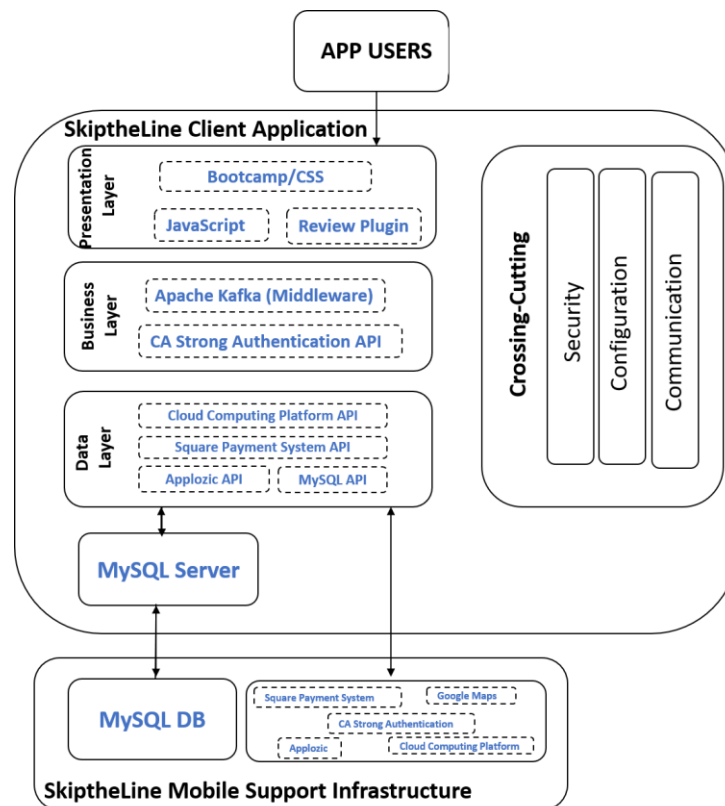 APP USERS
SkiptheLine Client Application
Presentation
Layer
Bootcamp/CSS
JavaScript
Review Plugin
Business
Layer
Apache Kafka (Middleware)
CA Strong Authentication API
Data
Layer
Cloud Computing Platform API
Square Payment System API
Applozic API
MySQL API
Crossing-Cutting
Security
Configuration
Communication
MySQL Server
MySQL DB
Square Payment System
Google Maps
CA Strong Authentication
Applozic
Cloud Computing Platform
SkiptheLine Mobile Support Infrastructure